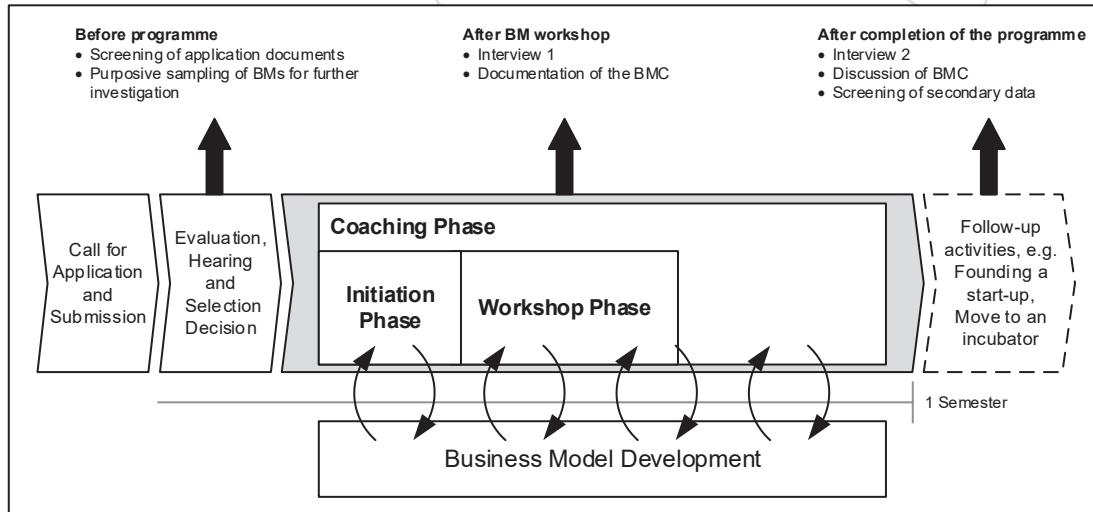 Before programme
• Screening of application documents
• Purposive sampling of BMs for further
investigation
After BM workshop
• Interview 1
• Documentation of the BMC
After completion of the programme
• Interview 2
• Discussion of BMC
• Screening of secondary data
Call for
Application
and
Submission
Evaluation,
Hearing
and
Selection
Decision
Coaching Phase
Initiation
Phase
Workshop Phase
Follow-up
activities, e.g.
Founding a
start-up,
Move to an
incubator
1 Semester
Business Model Development